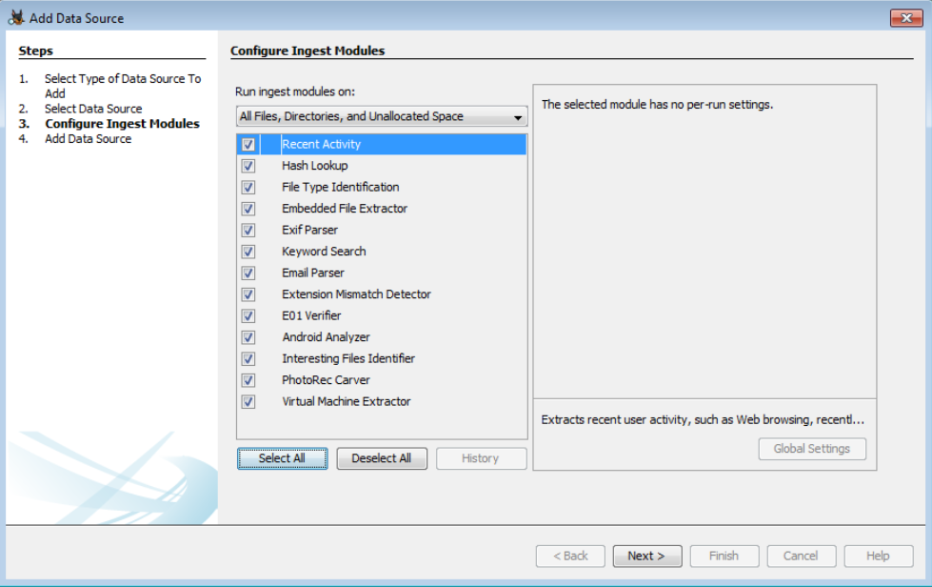 Add Data Source
Steps
1. Select Type of Data Source To
Add
2. Select Data Source
3. Configure Ingest Modules
4. Add Data Source
Configure Ingest Modules
Run ingest modules on:
All Files, Directories, and Unallocated Space
Recent Activity
Hash Lookup
File Type Identification
Embedded File Extractor
Exif Parser
Keyword Search
Email Parser
Extension Mismatch Detector
E01 Verifier
Android Analyzer
Interesting Files Identifier
PhotoRec Carver
Virtual Machine Extractor
Select All
Deselect All
History
The selected module has no per-run settings.
Extracts recent user activity, such as Web browsing, recentl...
Global Settings
< Back
Next >
Finish
Cancel
Help